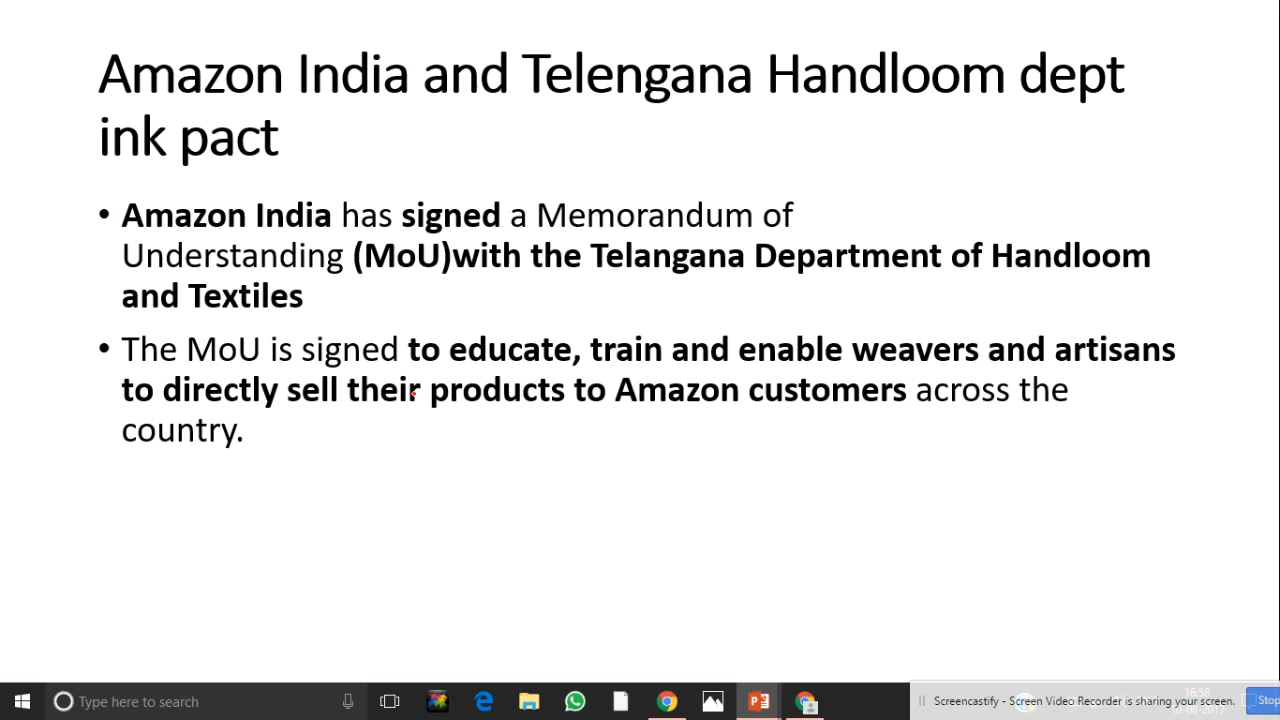 Amazon India and Telengana Handloom dept
ink pact
• Amazon India has signed a Memorandum of
Understanding (MoU)with the Telangana Department of Handloom
and Textiles
• The MoU is signed to educate, train and enable weavers and artisans
to directly sell their products to Amazon customers across the
country.
Type here to search
Screencastify - Screen Video Recorder is sharing your screen.
Stop
16:58